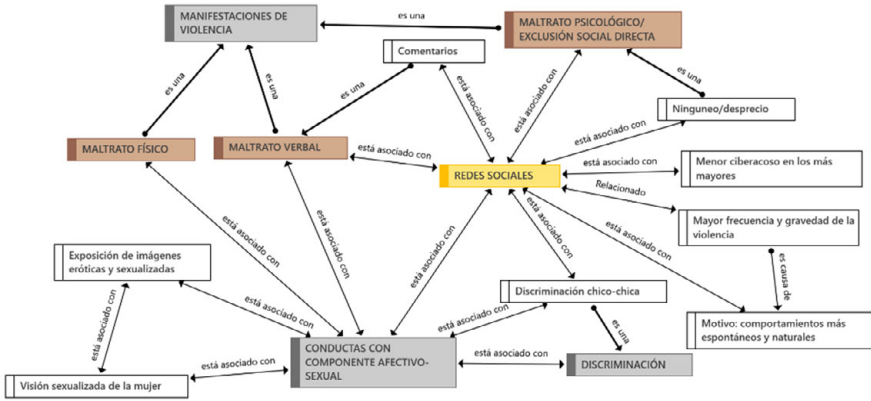 MANIFESTACIONES DE
VIOLENCIA
es una
MALTRATO PSICOLÓGICO/
EXCLUSIÓN SOCIAL DIRECTA
Comentarios
es una
es una
es una
está asociado con
está asociado con
es una
Ninguneo/desprecio
MALTRATO FÍSICO
MALTRATO VERBAL
está asociado con
está asociado con
REDES SOCIALES
está asociado con
Menor ciberacoso en los más
mayores
Relacionado
Mayor frecuencia y gravedad de la
violencia
está asociado con
está asociado con
está asociado con
está asociado con
está asociado con
es causa de
Exposición de imágenes
eróticas y sexualizadas
está asociado con
está asociado con
Discriminación chico-chica
está asociado con
es una
Motivo: comportamientos más
espontáneos y naturales
CONDUCTAS CON
COMPONENTE AFECTIVO-
SEXUAL
está asociado con
DISCRIMINACIÓN
está asociado con
Visión sexualizada de la mujer